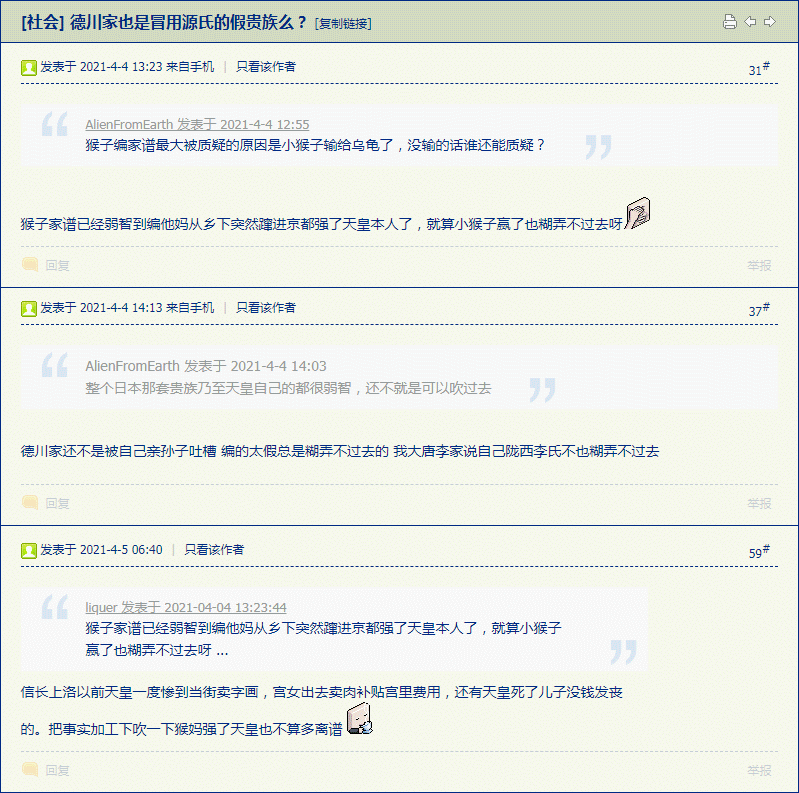 [社会] 德川家也是冒用源氏的假贵族么？ [复制链接]
发表于 2021-4-4 13:23 来自手机 | 只看该作者
31#
AlienFromEarth 发表于 2021-4-4 12:55
猴子编家谱最大被质疑的原因是小猴子输给乌龟了，没输的话谁还能质疑？
猴子家谱已经弱智到编他妈从乡下突然蹿进京都强了天皇本人了，就算小猴子赢了也糊弄不过去呀
回复
举报
发表于 2021-4-4 14:13 来自手机 | 只看该作者
37#
AlienFromEarth 发表于 2021-4-4 14:03
整个日本那套贵族乃至天皇自己的都很弱智，还不就是可以吹过去
德川家还不是被自己亲孙子吐槽 编的太假总是糊弄不过去的 我大唐李家说自己陇西李氏不也糊弄不过去
回复
举报
发表于 2021-4-5 06:40 | 只看该作者
59#
liquer 发表于 2021-04-04 13:23:44
猴子家谱已经弱智到编他妈从乡下突然蹿进京都强了天皇本人了，就算小猴子
赢了也糊弄不过去呀 ...
信长上洛以前天皇一度惨到当街卖字画，宫女出去卖肉补贴宫里费用，还有天皇死了儿子没钱发丧
的。把事实加工下吹一下猴妈强了天皇也不算多离谱
回复
举报